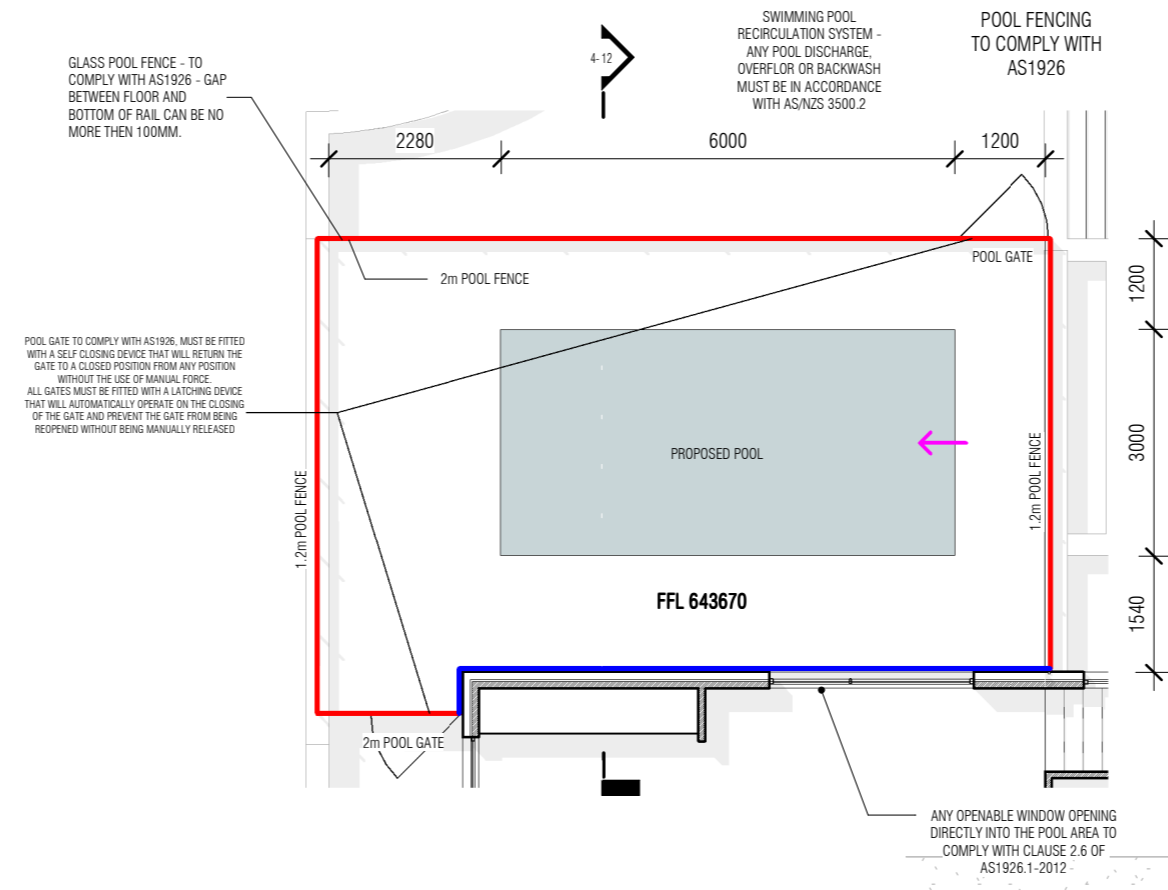 SWIMMING POOL
RECIRCULATION SYSTEM -
ANY POOL DISCHARGE,
OVERFLOR OR BACKWASH
MUST BE IN ACCORDANCE
WITH AS/NZS 3500.2
POOL FENCING
TO COMPLY WITH
AS1926
GLASS POOL FENCE - TO
COMPLY WITH AS1926 - GAP
BETWEEN FLOOR AND
BOTTOM OF RAIL CAN BE NO
MORE THEN 100MM.
4-12
2280
6000
1200
POOL GATE
2m POOL FENCE
1200
POOL GATE TO COMPLY WITH AS1926, MUST BE FITTED
WITH A SELF CLOSING DEVICE THAT WILL RETURN THE
GATE TO A CLOSED POSITION FROM ANY POSITION
WITHOUT THE USE OF MANUAL FORCE.
ALL GATES MUST BE FITTED WITH A LATCHING DEVICE
THAT WILL AUTOMATICALLY OPERATE ON THE CLOSING
OF THE GATE AND PREVENT THE GATE FROM BEING
REOPENED WITHOUT BEING MANUALLY RELEASED
PROPOSED POOL
3000
1.2m POOL FENCE
1.2m POOL FENCE
FFL 643670
1540
2m POOL GATE
ANY OPENABLE WINDOW OPENING
DIRECTLY INTO THE POOL AREA TO
COMPLY WITH CLAUSE 2.6 OF
AS1926.1-2012